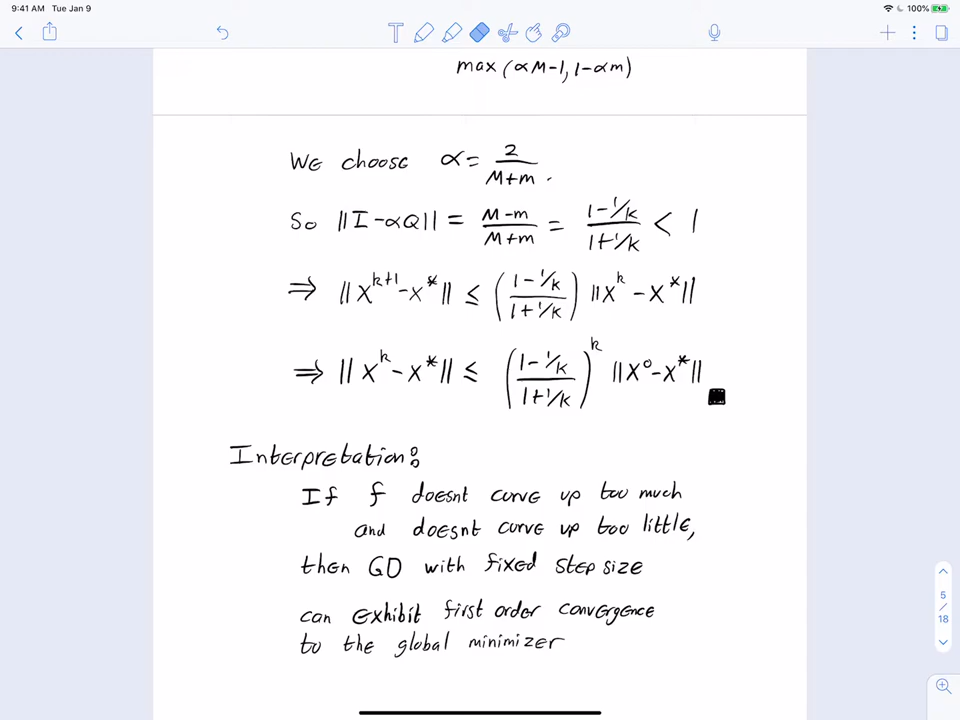 9:41 AM Tue Jan 9
100%
max (αM-1, 1-αm)
We choose α = 2/(M+m).
So ||I-αQ|| = (M-m)/(M+m) = (1-1/k)/(1+1/k) < 1
⇒ ||x^{k+1}-x^*|| ≤ ((1-1/k)/(1+1/k)) ||x^k - x^*||
⇒ ||x^k - x^*|| ≤ ((1-1/k)/(1+1/k))^k ||x^0-x^*|| ■
Interpretation:
If f doesnt curve up too much
and doesnt curve up too little,
then GD with fixed step size
can exhibit first order convergence
to the global minimizer
5
/
18